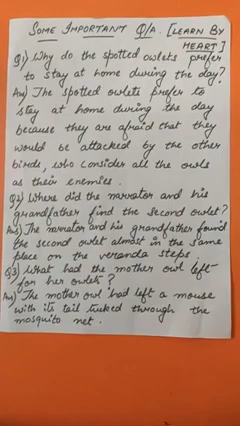 SOME IMPORTANT Q/A. [LEARN BY
HEART]
Q1) Why do the spotted owlets prefer
to stay at home during the day?
Ans) The spotted owlets prefer to
stay at home during the day
because they are afraid that they
would be attacked by the other
birds, who consider all the owls
as their enemies.
Q2) Where did the narrator and his
grandfather find the second owlet?
Ans) The narrator and his grandfather found
the second owlet almost in the same
place on the veranda steps.
Q3) What had the mother owl left
for her owlets?
Ans) The mother owl had left a mouse
with its tail tucked through the
mosquito net.